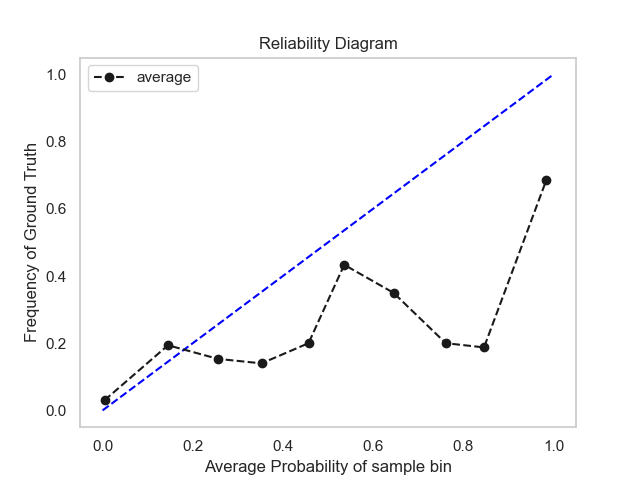 Reliability Diagram
average
1.0
0.8
0.6
0.4
0.2
0.0
Frequency of Ground Truth
0.0 0.2 0.4 0.6 0.8 1.0
Average Probability of sample bin